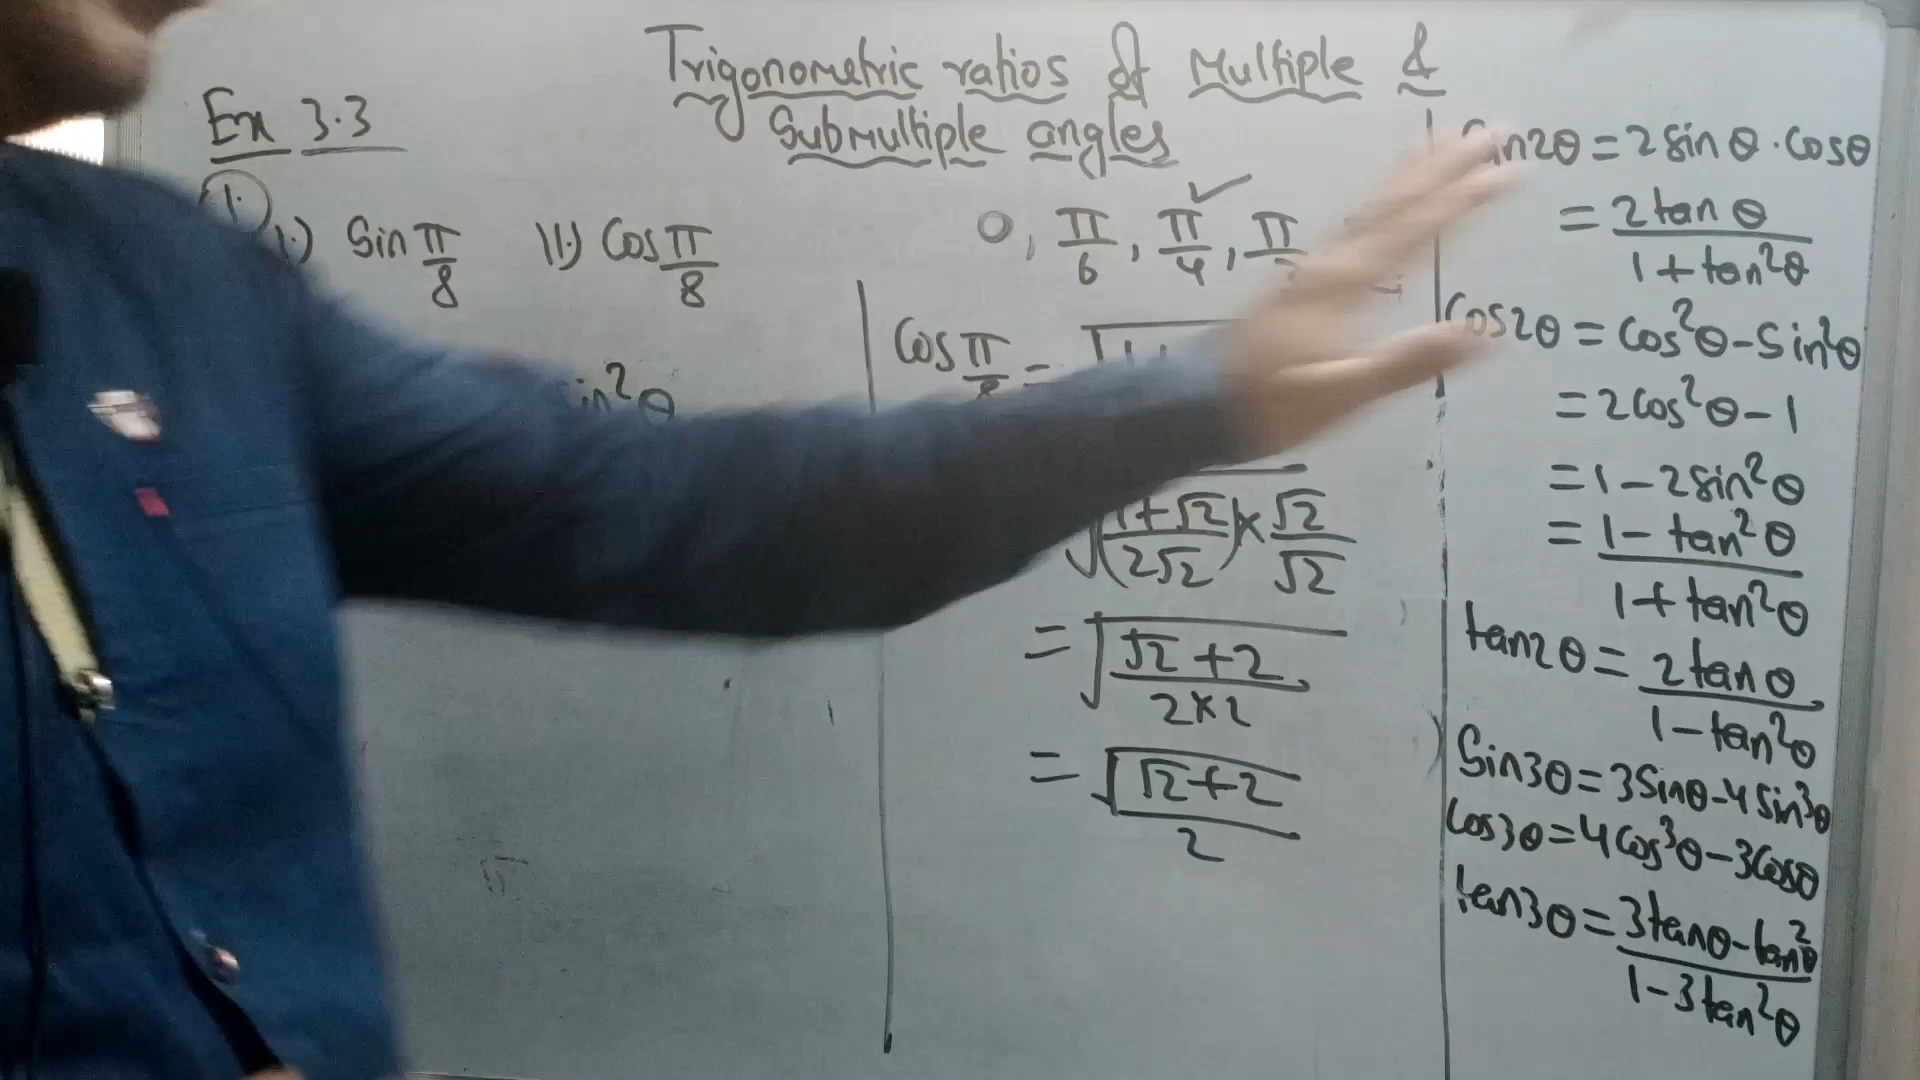 Trigonometric ratios of Multiple &
Submultiple angles
Ex 3.3
1.
i) Sin π/8 ii) Cos π/8
0, π/6, π/4 ✓, π/3
sin²θ
Cos π/8 =
√((1+√2)/(2√2)) × √2/√2
= √((√2+2)/(2×2))
= √(√2+2)/2
sin2θ = 2 sinθ · cosθ
= 2tanθ/(1+tan²θ)
Cos2θ = Cos²θ - Sin²θ
= 2Cos²θ - 1
= 1 - 2sin²θ
= (1 - tan²θ)/(1 + tan²θ)
tan2θ = 2tanθ/(1 - tan²θ)
Sin3θ = 3Sinθ - 4Sin³θ
Cos3θ = 4Cos³θ - 3Cosθ
tan3θ = (3tanθ - tan²θ)/(1 - 3tan²θ)